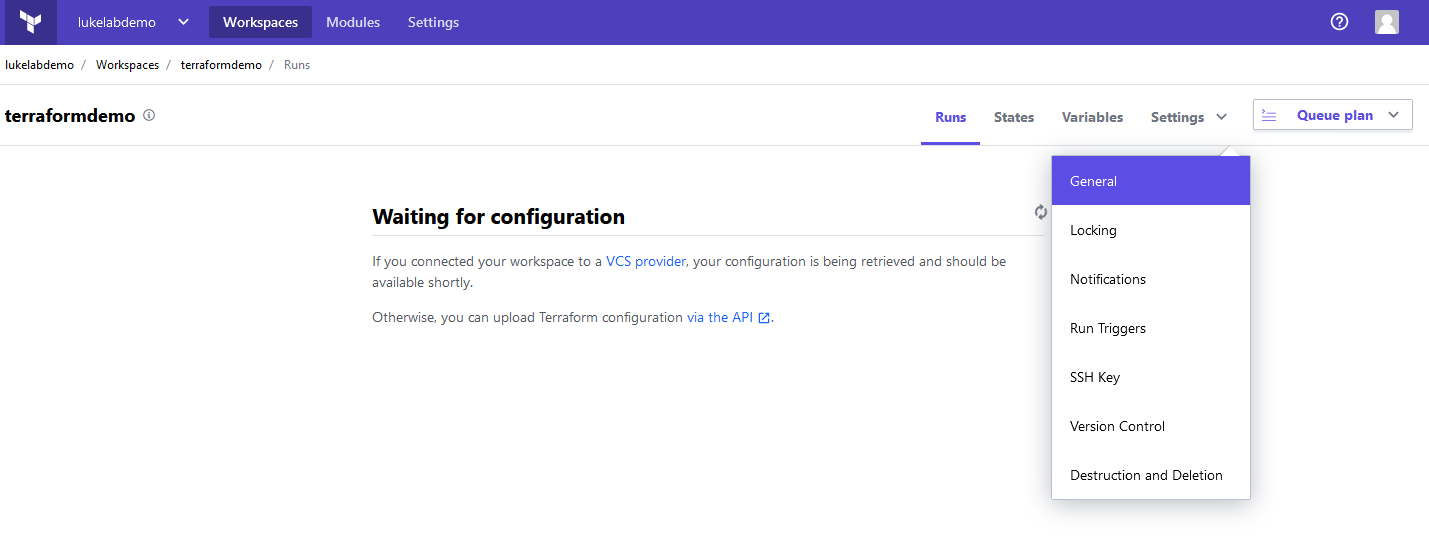 lukelabdemo Workspaces Modules Settings
lukelabdemo / Workspaces / terraformdemo / Runs
terraformdemo Runs States Variables Settings Queue plan
General
Locking
Notifications
Run Triggers
SSH Key
Version Control
Destruction and Deletion
Waiting for configuration
If you connected your workspace to a VCS provider, your configuration is being retrieved and should be
available shortly.
Otherwise, you can upload Terraform configuration via the API.